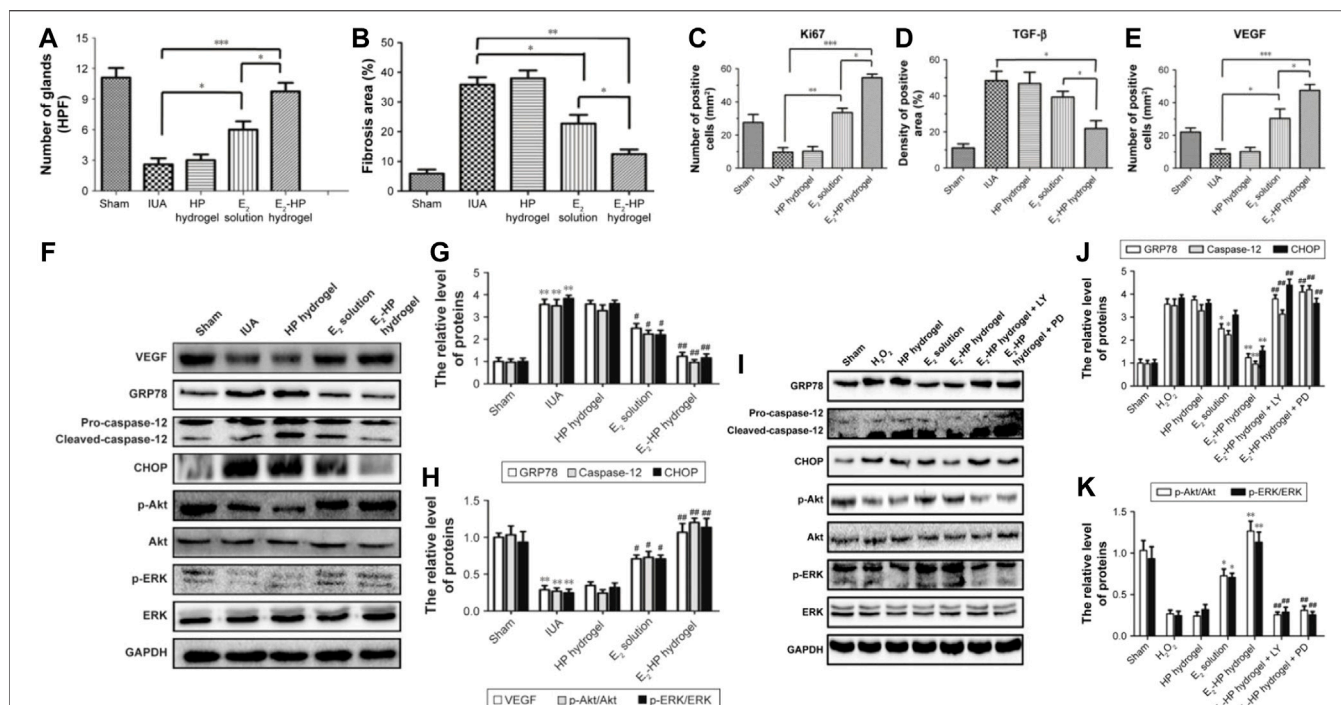 A
Number of glands
(HPF)
12
9
6
3
0
***
*
*
Sham
IUA
HP
hydrogel
E2
solution
E2-HP
hydrogel
B
Fibrosis area (%)
50
40
30
20
10
0
**
*
*
Sham
IUA
HP
hydrogel
E2
solution
E2-HP
hydrogel
C
Ki67
Number of positive
cells (mm²)
60
40
20
0
***
*
**
Sham
IUA
HP hydrogel
E2 solution
E2-HP hydrogel
D
TGF-β
Density of positive
area (%)
60
40
20
0
*
*
Sham
IUA
HP hydrogel
E2 solution
E2-HP hydrogel
E
VEGF
Number of positive
cells (mm²)
60
40
20
0
***
*
*
Sham
IUA
HP hydrogel
E2 solution
E2-HP hydrogel
F
Sham
IUA
HP hydrogel
E2 solution
E2-HP
hydrogel
VEGF
GRP78
Pro-caspase-12
Cleaved-caspase-12
CHOP
p-Akt
Akt
p-ERK
ERK
GAPDH
G
The relative level
of proteins
5
4
3
2
1
0
** ** **
# # #
## ## ##
Sham
IUA
HP hydrogel
E2 solution
E2-HP hydrogel
GRP78 Caspase-12 CHOP
H
The relative level
of proteins
1.5
1.0
0.5
0
** ** **
# # #
## ## ##
Sham
IUA
HP hydrogel
E2 solution
E2-HP hydrogel
VEGF p-Akt/Akt p-ERK/ERK
I
Sham
H2O2
HP hydrogel
E2 solution
E2-HP hydrogel
E2-HP hydrogel + LY
E2-HP
hydrogel + PD
GRP78
Pro-caspase-12
Cleaved-caspase-12
CHOP
p-Akt
Akt
p-ERK
ERK
GAPDH
J
GRP78 Caspase-12 CHOP
The relative level
of proteins
5
4
3
2
1
0
* *
** ** **
## ## ##
## ## ##
Sham
H2O2
HP hydrogel
E2 solution
E2-HP hydrogel
E2-HP hydrogel + LY
E2-HP hydrogel + PD
K
p-Akt/Akt p-ERK/ERK
The relative level
of proteins
1.5
1.0
0.5
0
* *
** **
## ##
## ##
Sham
H2O2
HP hydrogel
E2 solution
E2-HP hydrogel
-HP hydrogel + LY
-HP hydrogel + PD